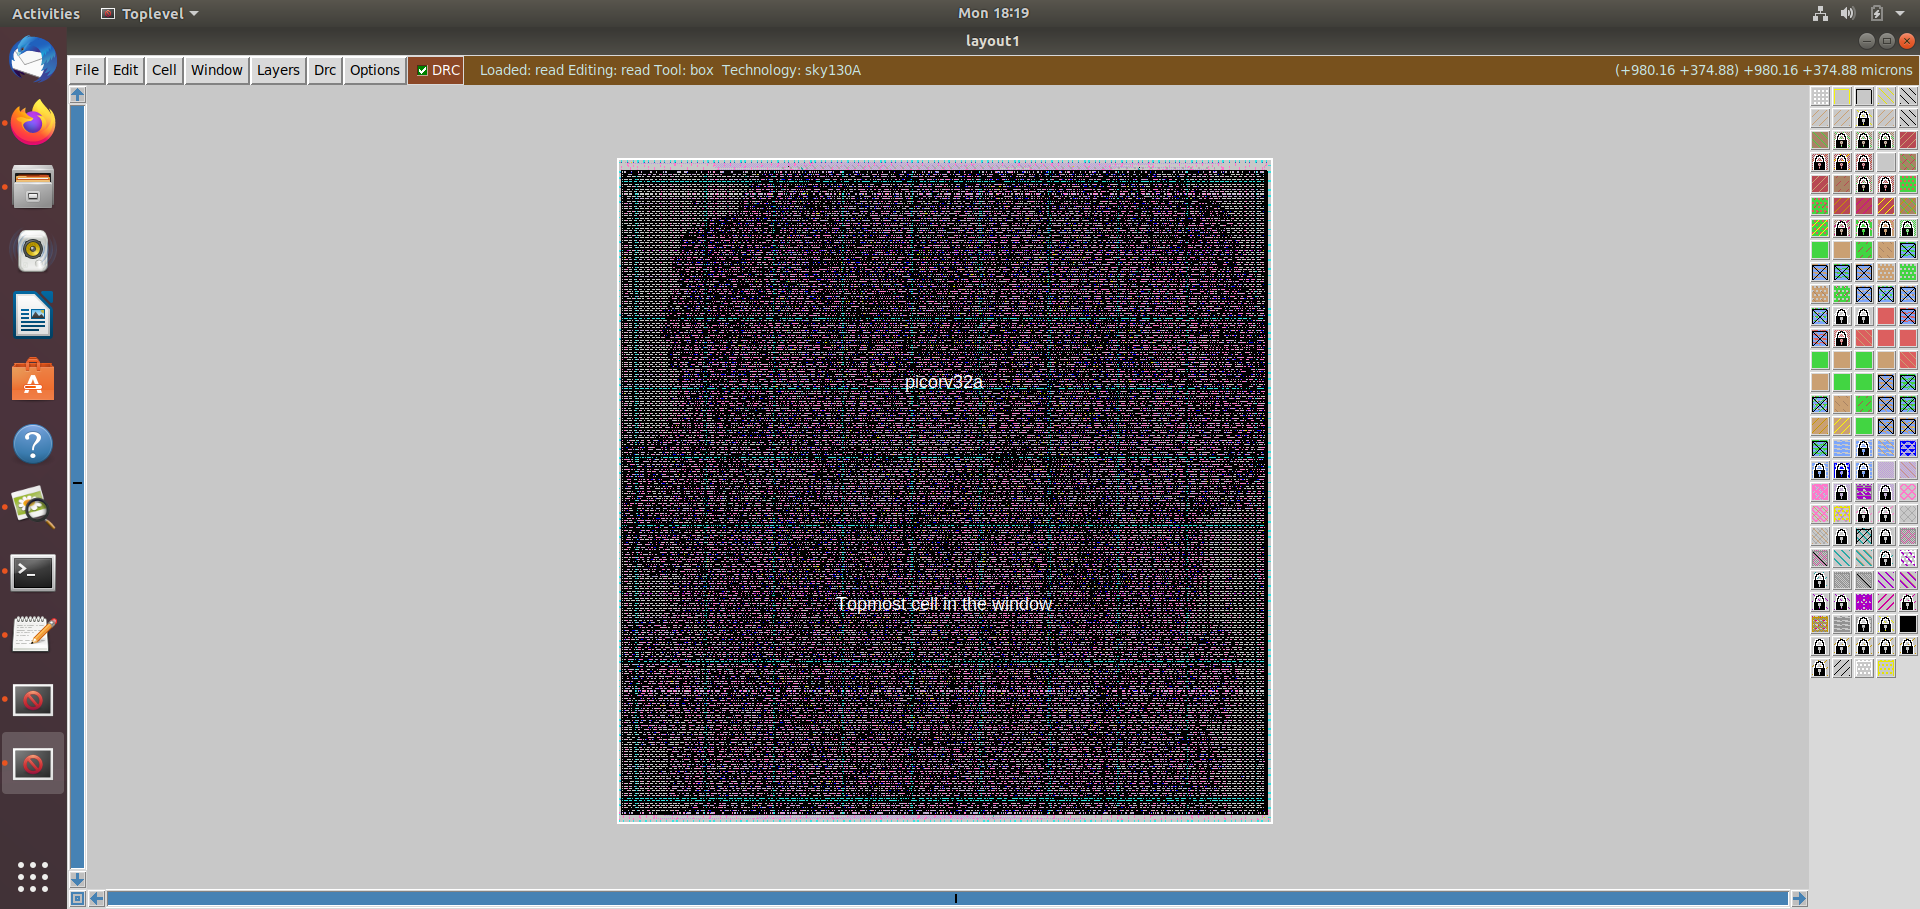 Activities Toplevel Mon 18:19
layout1
File Edit Cell Window Layers Drc Options DRC Loaded: read Editing: read Tool: box Technology: sky130A (+980.16 +374.88) +980.16 +374.88 microns
picorv32a
Topmost cell in the window